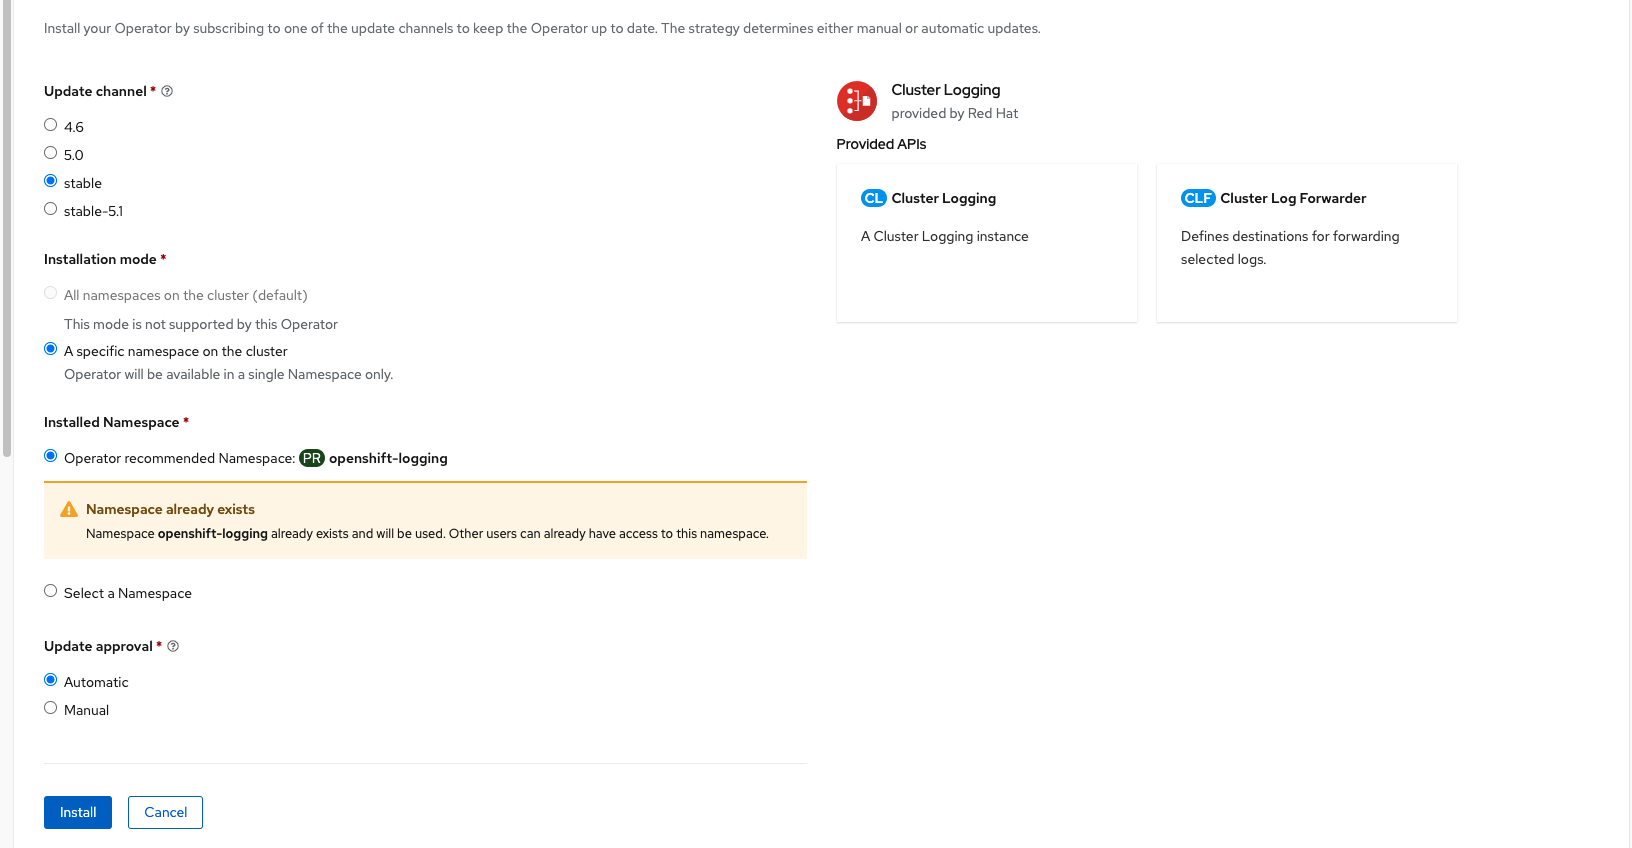 Install your Operator by subscribing to one of the update channels to keep the Operator up to date. The strategy determines either manual or automatic updates.
Update channel *
4.6
5.0
stable
stable-5.1
Installation mode *
All namespaces on the cluster (default)
This mode is not supported by this Operator
A specific namespace on the cluster
Operator will be available in a single Namespace only.
Installed Namespace *
Operator recommended Namespace: PR openshift-logging
Namespace already exists
Namespace openshift-logging already exists and will be used. Other users can already have access to this namespace.
Select a Namespace
Update approval *
Automatic
Manual
Install Cancel
Cluster Logging
provided by Red Hat
Provided APIs
CL Cluster Logging
A Cluster Logging instance
CLF Cluster Log Forwarder
Defines destinations for forwarding
selected logs.